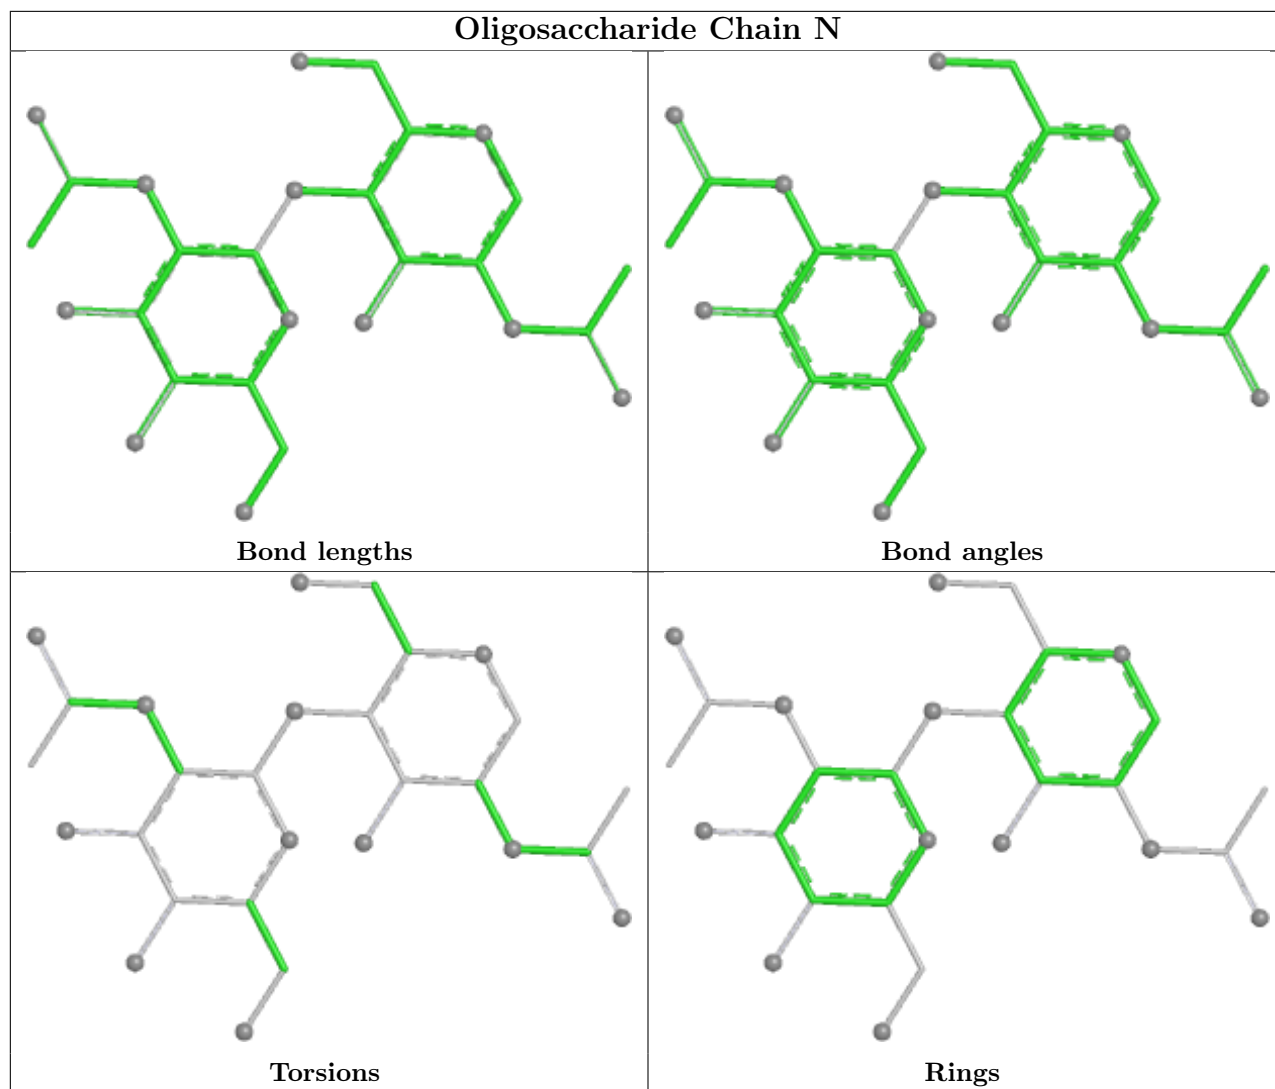 Oligosaccharide Chain N
Bond lengths
Bond angles
Torsions
Rings